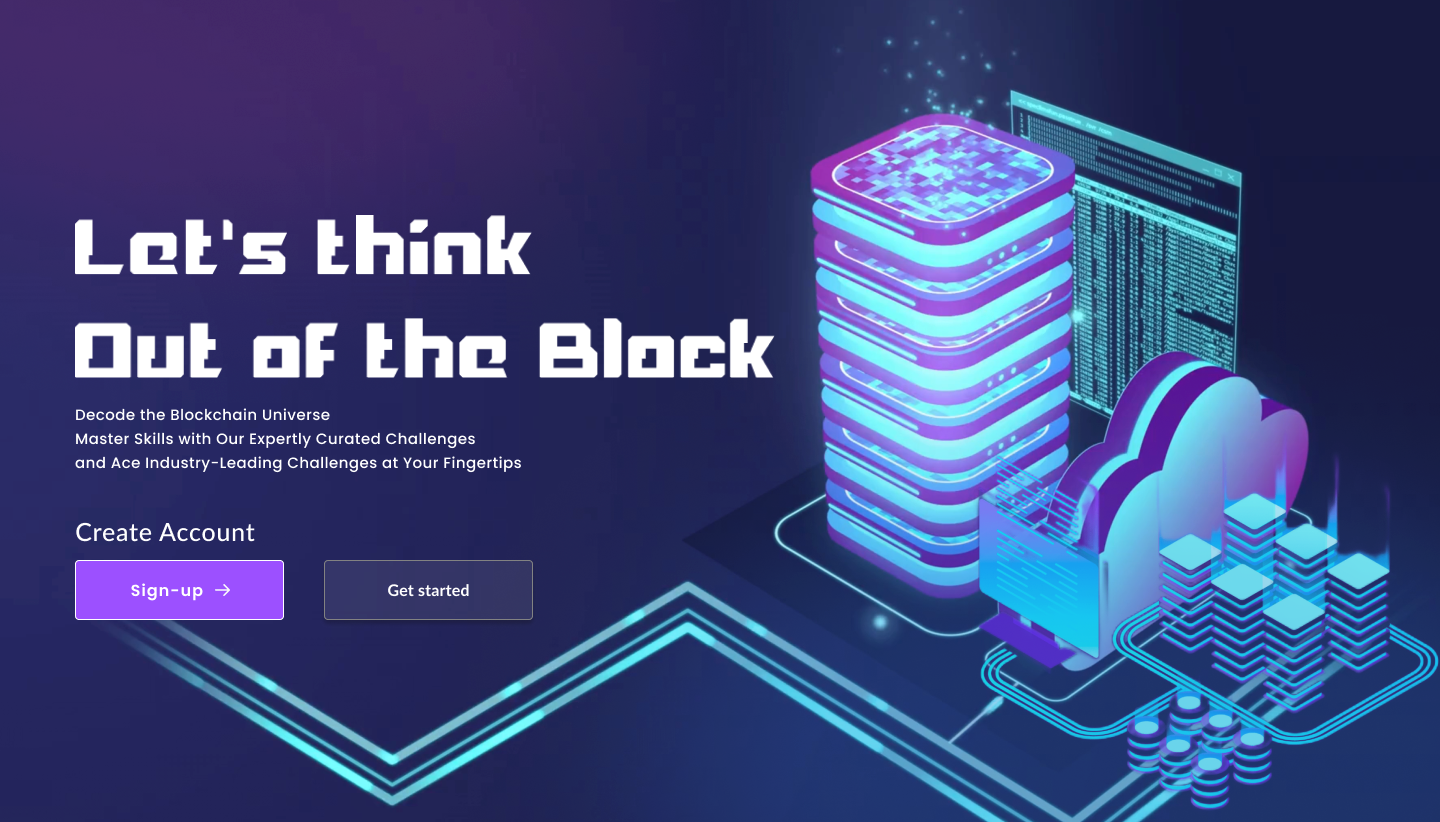 Let's think
Out of the Block
Decode the Blockchain Universe
Master Skills with Our Expertly Curated Challenges
and Ace Industry-Leading Challenges at Your Fingertips
Create Account
Sign-up →
Get started